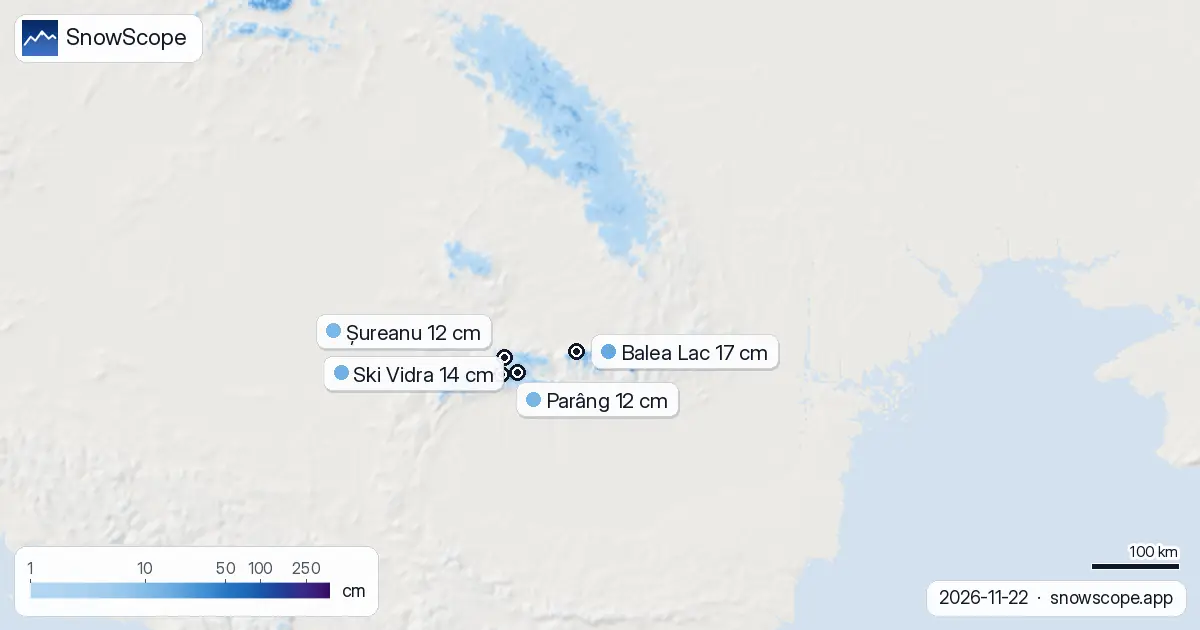 SnowScope
Șureanu 12 cm
Balea Lac 17 cm
Ski Vidra 14 cm
Parâng 12 cm
1 10 50 100 250
cm
100 km
2026-11-22 · snowscope.app